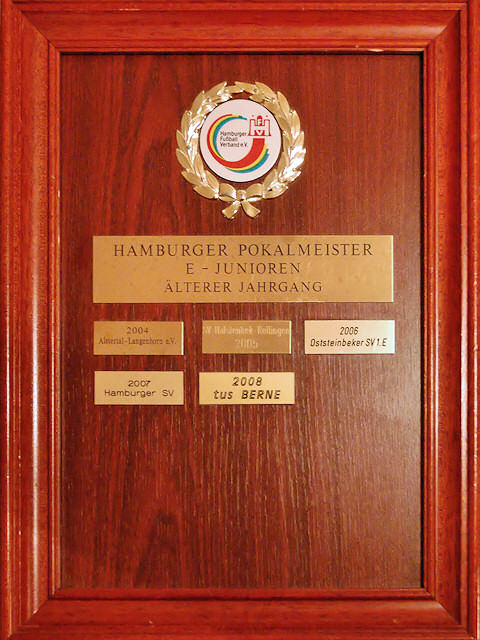 Hamburger
Fußball
Verband e.V.
HAMBURGER POKALMEISTER
E - JUNIOREN
ÄLTERER JAHRGANG
2004
Alstertal-Langenhorn e.V.
SV Halstenbek-Rellingen
2005
2006
Oststeinbeker SV 1.E
2007
Hamburger SV
2008
tus BERNE